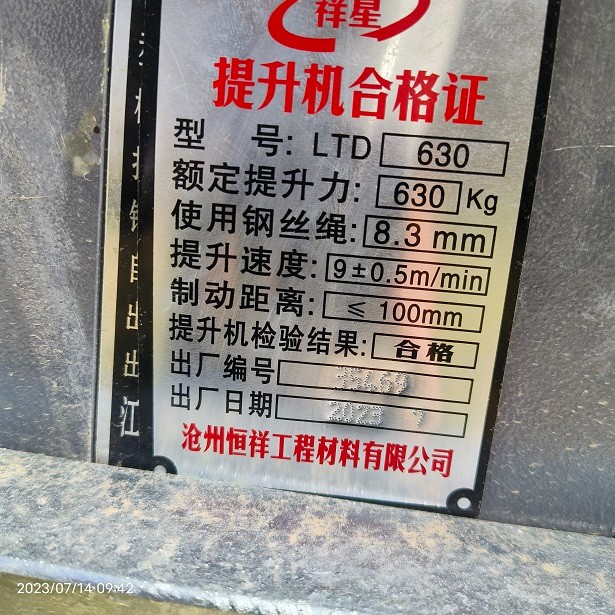 祥星
提升机合格证
型 号: LTD 630
额定提升力: 630 Kg
使用钢丝绳: 8.3 mm
提升速度: 9±0.5m/min
制动距离: ≤ 100mm
提升机检验结果: 合格
出厂编号 35469
出厂日期 2023 1
沧州恒祥工程材料有限公司
2023/07/14 09:42